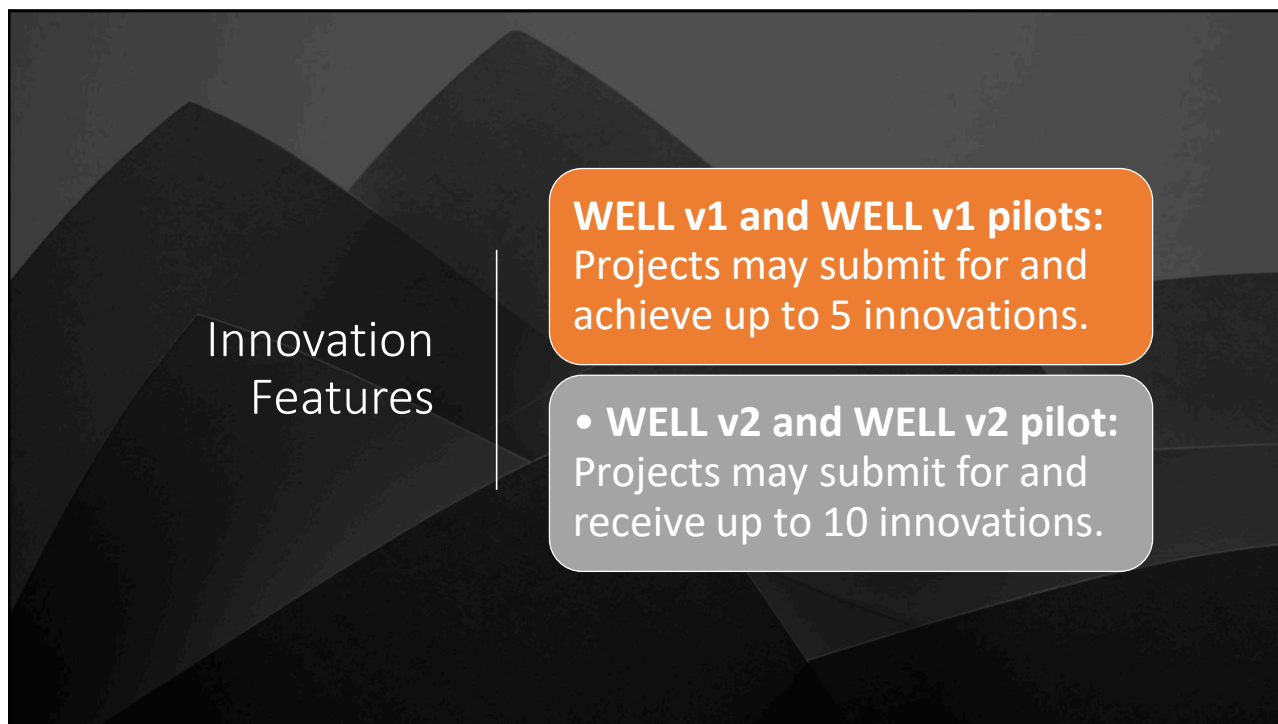 Innovation
Features
WELL v1 and WELL v1 pilots:
Projects may submit for and
achieve up to 5 innovations.
• WELL v2 and WELL v2 pilot:
Projects may submit for and
receive up to 10 innovations.